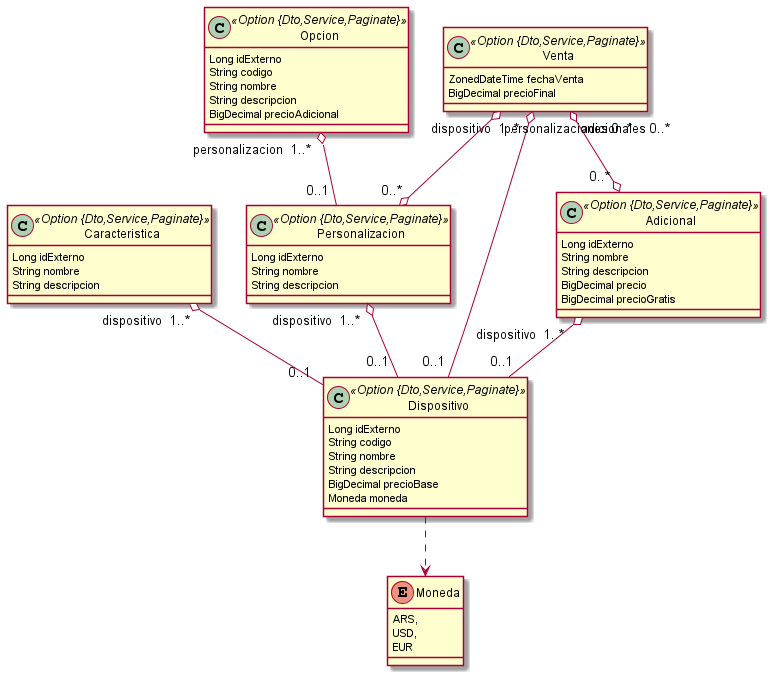 C «Option {Dto,Service,Paginate}»
Opcion
Long idExterno
String codigo
String nombre
String descripcion
BigDecimal precioAdicional
C «Option {Dto,Service,Paginate}»
Venta
ZonedDateTime fechaVenta
BigDecimal precioFinal
personalizacion 1..*
dispositivo 1..*
personalizaciones 0..*
adicionales 0..*
0..1
0..*
0..*
C «Option {Dto,Service,Paginate}»
Caracteristica
Long idExterno
String nombre
String descripcion
C «Option {Dto,Service,Paginate}»
Personalizacion
Long idExterno
String nombre
String descripcion
C «Option {Dto,Service,Paginate}»
Adicional
Long idExterno
String nombre
String descripcion
BigDecimal precio
BigDecimal precioGratis
dispositivo 1..*
dispositivo 1..*
dispositivo 1..*
0..1
0..1
0..1
0..1
C «Option {Dto,Service,Paginate}»
Dispositivo
Long idExterno
String codigo
String nombre
String descripcion
BigDecimal precioBase
Moneda moneda
E Moneda
ARS,
USD,
EUR